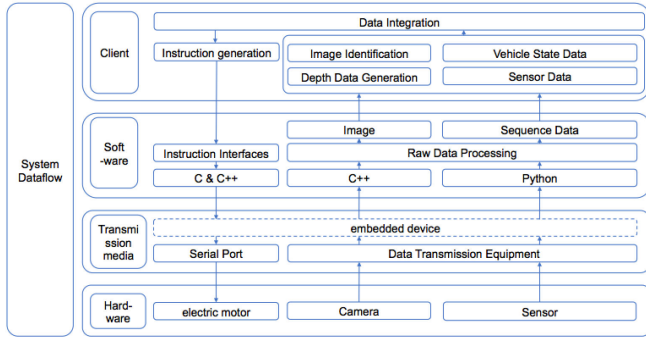 Data Integration
Client
Instruction generation
Image Identification
Vehicle State Data
Depth Data Generation
Sensor Data
System
Dataflow
Soft
-ware
Image
Sequence Data
Instruction Interfaces
Raw Data Processing
C & C++
C++
Python
Transmi
ssion
media
embedded device
Serial Port
Data Transmission Equipment
Hard-
ware
electric motor
Camera
Sensor